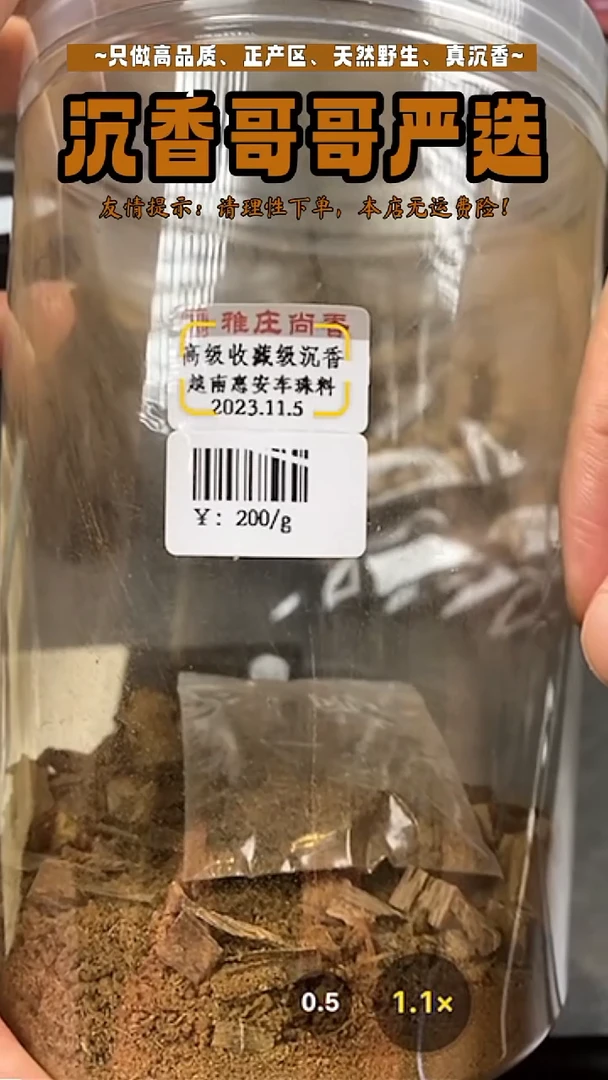 ~只做高品质、正产区、天然野生、真沉香~
沉香哥哥严选
友情提示：请理性下单，本店无运费险！
雅庄尚香
高级收藏级沉香
越南惠安车珠料
2023.11.5
¥：200/g
0.5
1.1×